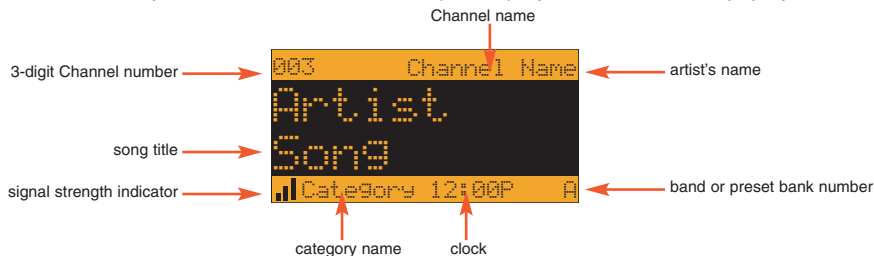 Channel name
3-digit Channel number
003 Channel Name
artist's name
Artist
song title
Song
signal strength indicator
Category 12:00P A
band or preset bank number
category name
clock